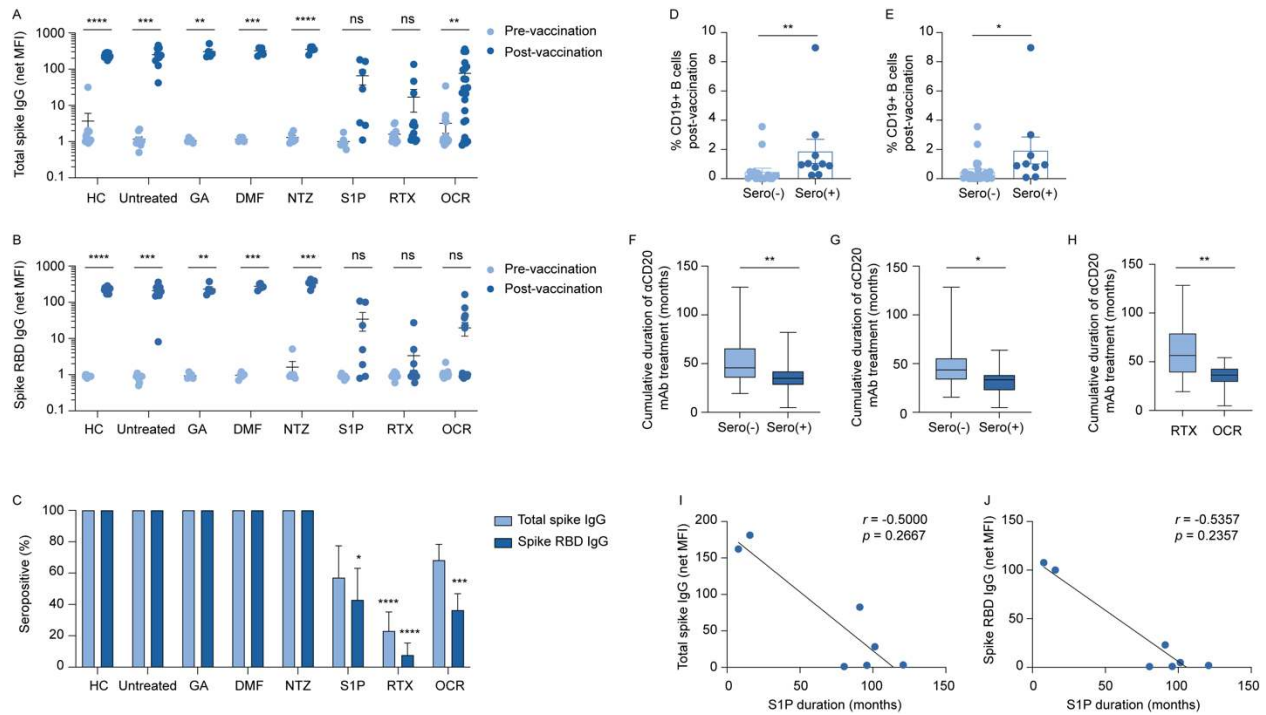 A
Total spike IgG (net MFI)
1000
100
10
1
0.1
**** *** ** *** **** ns ns **
HC Untreated GA DMF NTZ S1P RTX OCR
Pre-vaccination
Post-vaccination
B
Spike RBD IgG (net MFI)
1000
100
10
1
0.1
**** *** ** *** *** ns ns ns
HC Untreated GA DMF NTZ S1P RTX OCR
Pre-vaccination
Post-vaccination
C
Seropositive (%)
100
80
60
40
20
0
* **** **** ***
HC Untreated GA DMF NTZ S1P RTX OCR
Total spike IgG
Spike RBD IgG
D
% CD19+ B cells
post-vaccination
10
8
6
4
2
0
**
Sero(-) Sero(+)
E
% CD19+ B cells
post-vaccination
10
8
6
4
2
0
*
Sero(-) Sero(+)
F
Cumulative duration of αCD20
mAb treatment (months)
150
100
50
0
**
Sero(-) Sero(+)
G
Cumulative duration of αCD20
mAb treatment (months)
150
100
50
0
*
Sero(-) Sero(+)
H
Cumulative duration of αCD20
mAb treatment (months)
150
100
50
0
**
RTX OCR
I
Total spike IgG (net MFI)
200
150
100
50
0
r = -0.5000
p = 0.2667
0 50 100 150
S1P duration (months)
J
Spike RBD IgG (net MFI)
150
100
50
0
r = -0.5357
p = 0.2357
0 50 100 150
S1P duration (months)